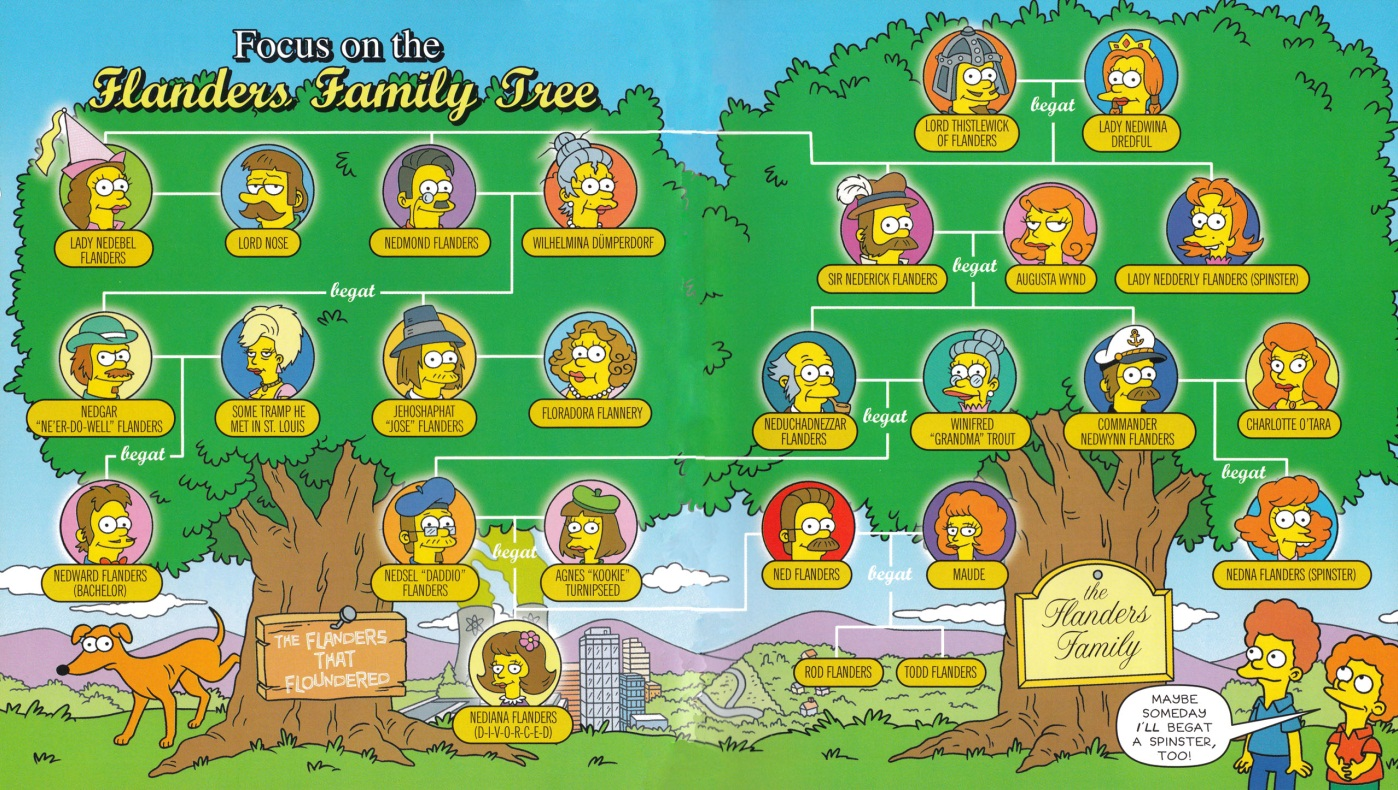 Focus on the
Flanders Family Tree
LORD THISTLEWICK
OF FLANDERS
begat
LADY NEDWINA
DREDFUL
LADY NEDEBEL
FLANDERS
LORD NOSE
NEDMOND FLANDERS
WILHELMINA DÜMPERDORF
SIR NEDERICK FLANDERS
begat
AUGUSTA WYND
LADY NEDDERLY FLANDERS (SPINSTER)
begat
NEDGAR
"NE'ER-DO-WELL" FLANDERS
SOME TRAMP HE
MET IN ST. LOUIS
JEHOSHAPHAT
"JOSE" FLANDERS
FLORADORA FLANNERY
NEDUCHADNEZZAR
FLANDERS
begat
WINIFRED
"GRANDMA" TROUT
COMMANDER
NEDWYNN FLANDERS
CHARLOTTE O'TARA
begat
begat
NEDWARD FLANDERS
(BACHELOR)
NEDSEL "DADDIO"
FLANDERS
begat
AGNES "KOOKIE"
TURNIPSEED
NED FLANDERS
begat
MAUDE
NEDNA FLANDERS (SPINSTER)
THE FLANDERS
THAT
FLOUNDERED
the
Flanders
Family
ROD FLANDERS
TODD FLANDERS
NEDIANA FLANDERS
(D-I-V-O-R-C-E-D)
MAYBE
SOMEDAY
I'LL BEGAT
A SPINSTER,
TOO!